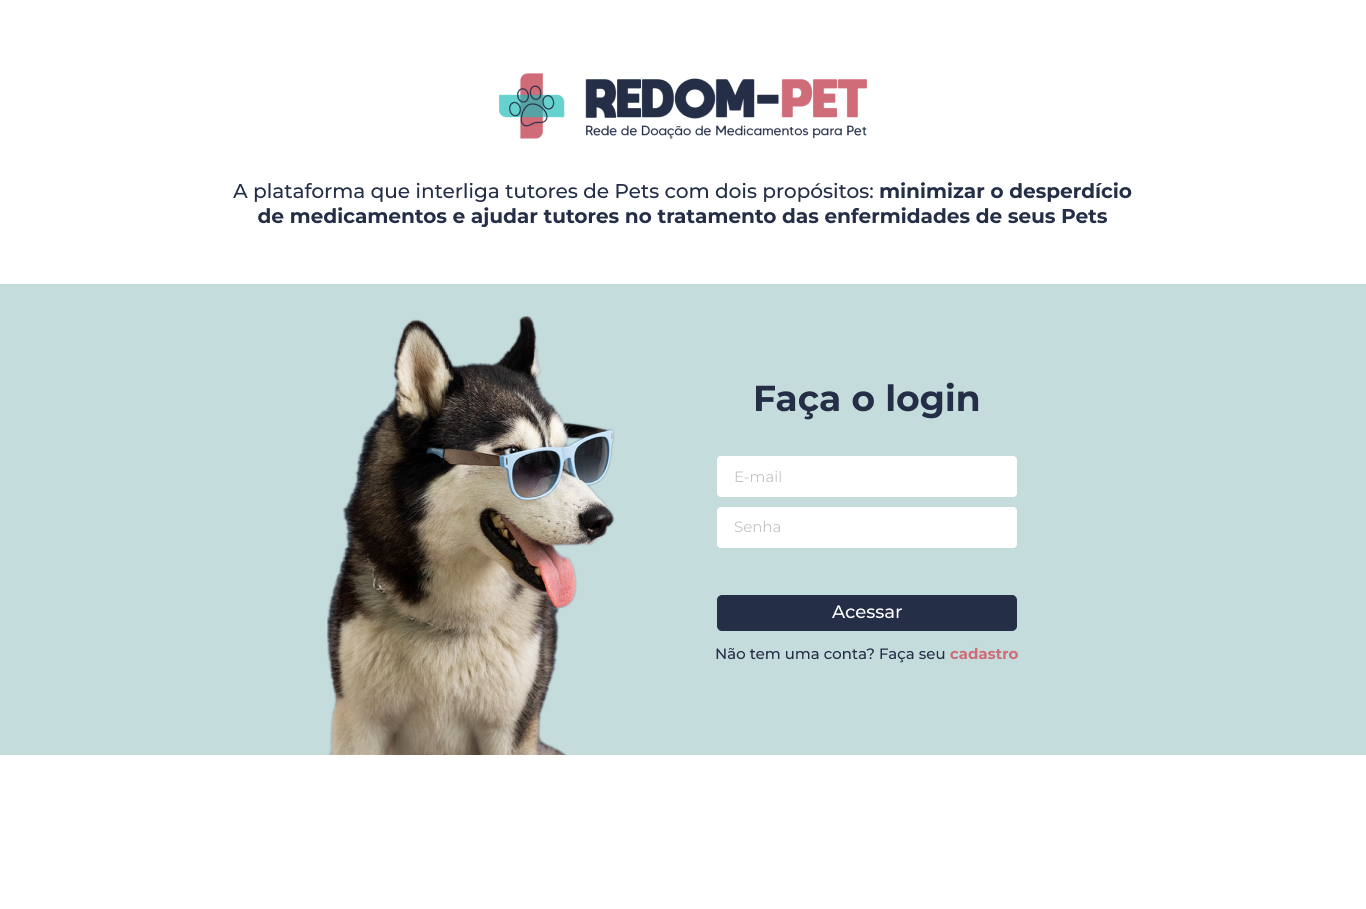 REDOM-PET
Rede de Doação de Medicamentos para Pet
A plataforma que interliga tutores de Pets com dois propósitos: minimizar o desperdício
de medicamentos e ajudar tutores no tratamento das enfermidades de seus Pets
Faça o login
E-mail
Senha
Acessar
Não tem uma conta? Faça seu cadastro